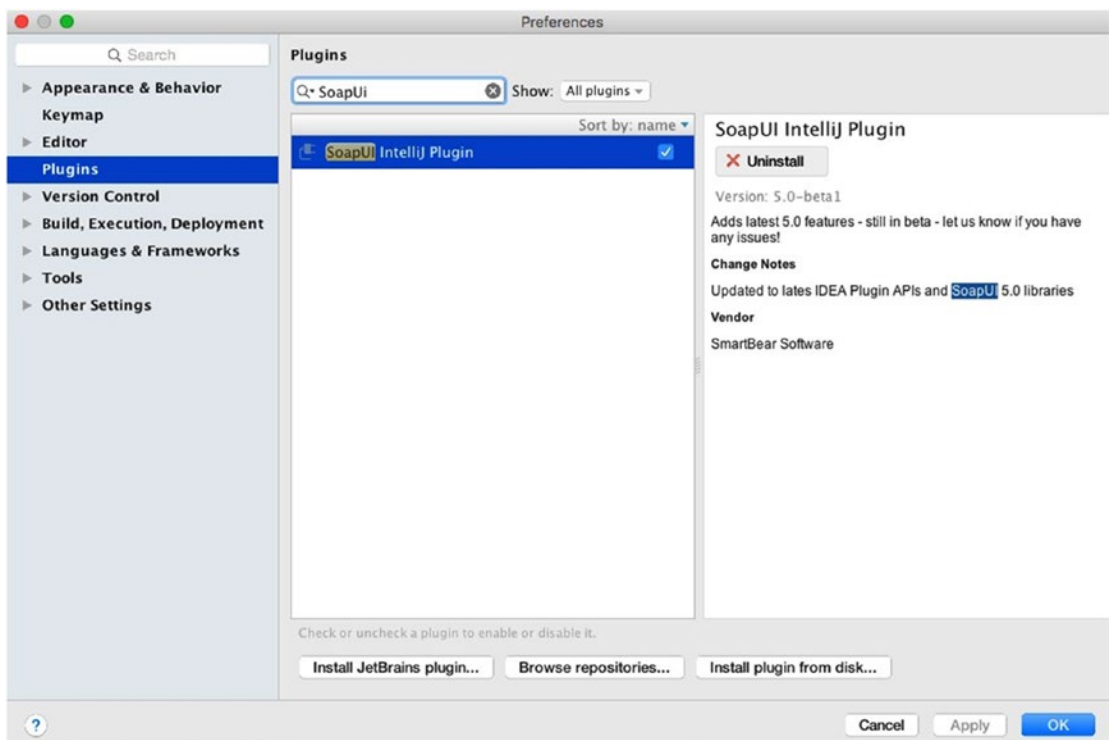 Preferences
Search
Appearance & Behavior
Keymap
Editor
Plugins
Version Control
Build, Execution, Deployment
Languages & Frameworks
Tools
Other Settings
Plugins
SoapUi
Show: All plugins
Sort by: name
SoapUI IntelliJ Plugin
SoapUI IntelliJ Plugin
Uninstall
Version: 5.0-beta1
Adds latest 5.0 features - still in beta - let us know if you have
any issues!
Change Notes
Updated to lates IDEA Plugin APIs and SoapUI 5.0 libraries
Vendor
SmartBear Software
Check or uncheck a plugin to enable or disable it.
Install JetBrains plugin...
Browse repositories...
Install plugin from disk...
?
Cancel
Apply
OK